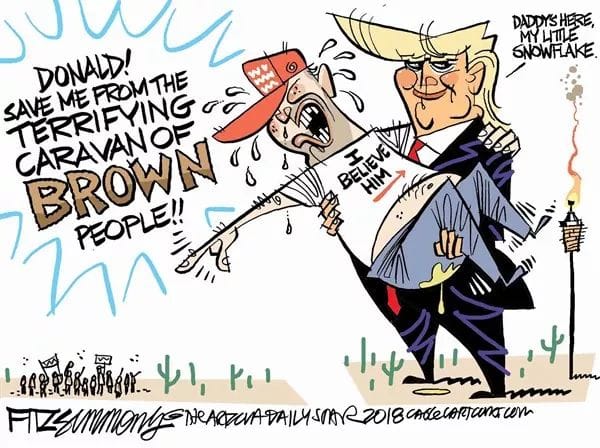 DONALD!
SAVE ME FROM THE
TERRIFYING
CARAVAN OF
BROWN
PEOPLE!!
DADDY'S HERE,
MY LITTLE
SNOWFLAKE.
I
BELIEVE
HIM
FITZSIMMONS THE ARIZONA DAILY STAR 2018 CAGLECARTOONS.COM